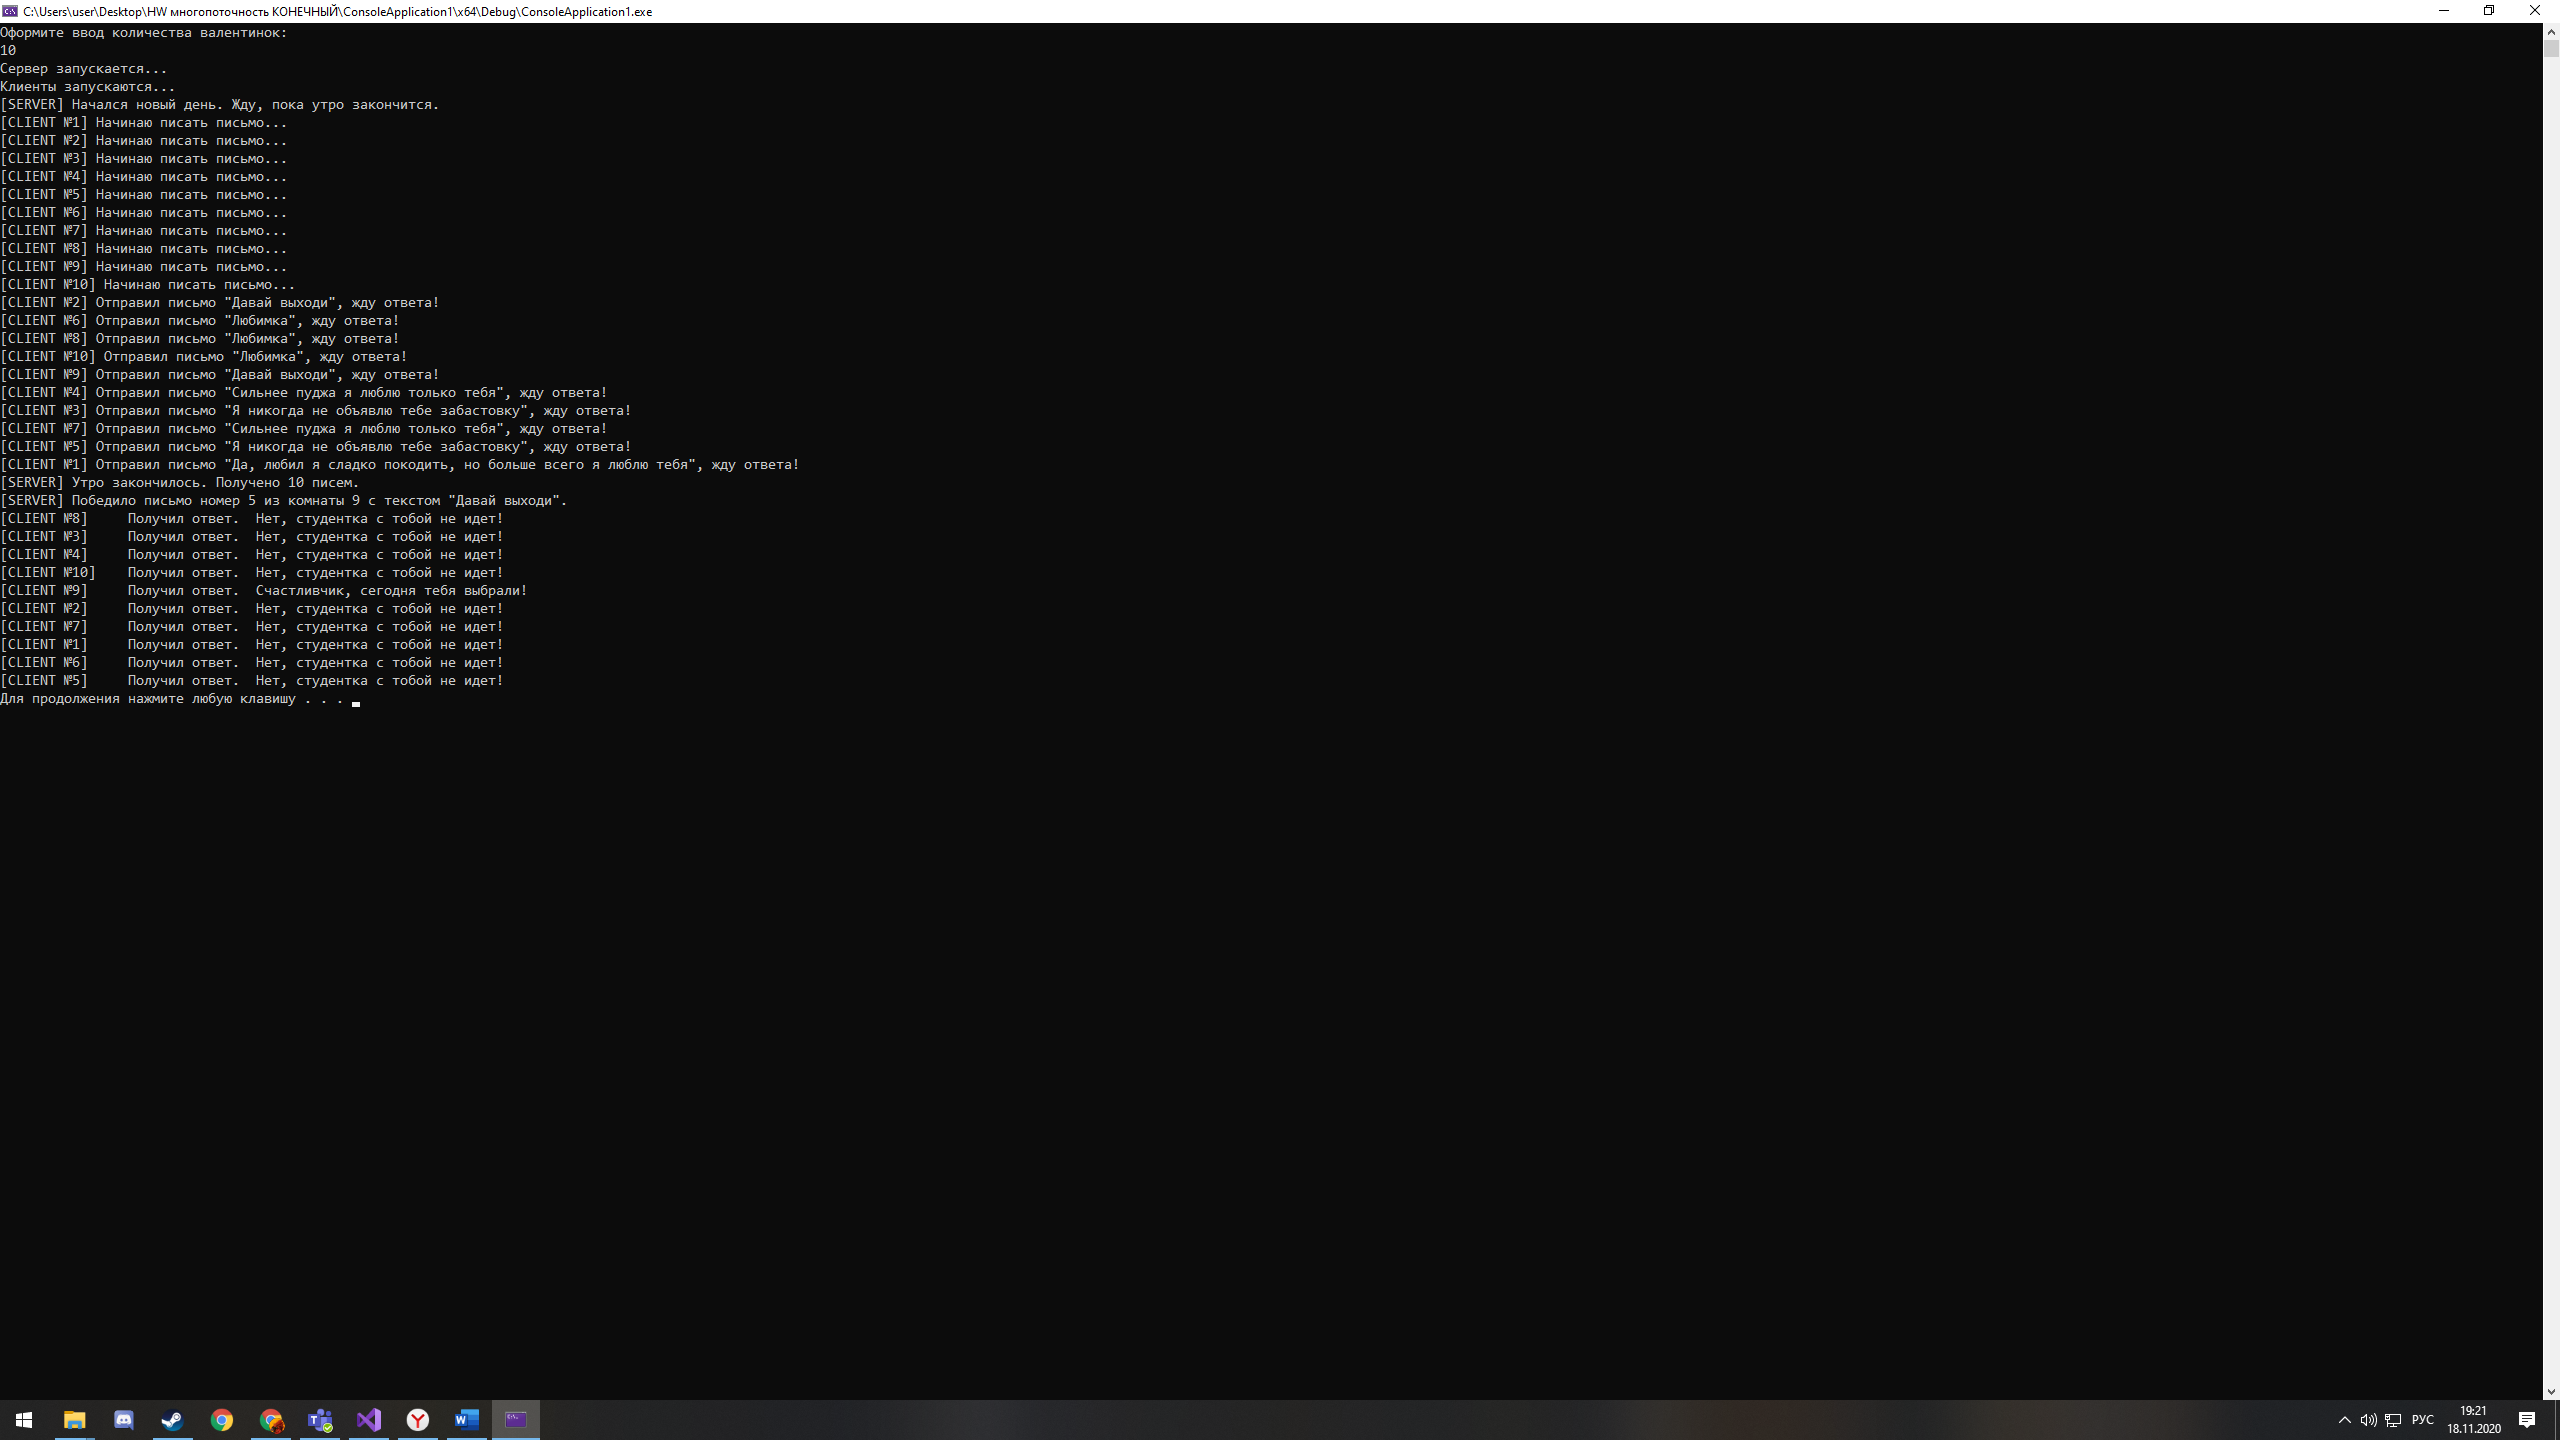 C:\Users\user\Desktop\HW многопоточность КОНЕЧНЫЙ\ConsoleApplication1\x64\Debug\ConsoleApplication1.exe
Оформите ввод количества валентинок:
10
Сервер запускается...
Клиенты запускаются...
[SERVER] Начался новый день. Жду, пока утро закончится.
[CLIENT №1] Начинаю писать письмо...
[CLIENT №2] Начинаю писать письмо...
[CLIENT №3] Начинаю писать письмо...
[CLIENT №4] Начинаю писать письмо...
[CLIENT №5] Начинаю писать письмо...
[CLIENT №6] Начинаю писать письмо...
[CLIENT №7] Начинаю писать письмо...
[CLIENT №8] Начинаю писать письмо...
[CLIENT №9] Начинаю писать письмо...
[CLIENT №10] Начинаю писать письмо...
[CLIENT №2] Отправил письмо "Давай выходи", жду ответа!
[CLIENT №6] Отправил письмо "Любимка", жду ответа!
[CLIENT №8] Отправил письмо "Любимка", жду ответа!
[CLIENT №10] Отправил письмо "Любимка", жду ответа!
[CLIENT №9] Отправил письмо "Давай выходи", жду ответа!
[CLIENT №4] Отправил письмо "Сильнее пуджа я люблю только тебя", жду ответа!
[CLIENT №3] Отправил письмо "Я никогда не объявлю тебе забастовку", жду ответа!
[CLIENT №7] Отправил письмо "Сильнее пуджа я люблю только тебя", жду ответа!
[CLIENT №5] Отправил письмо "Я никогда не объявлю тебе забастовку", жду ответа!
[CLIENT №1] Отправил письмо "Да, любил я сладко покодить, но больше всего я люблю тебя", жду ответа!
[SERVER] Утро закончилось. Получено 10 писем.
[SERVER] Победило письмо номер 5 из комнаты 9 с текстом "Давай выходи".
[CLIENT №8]     Получил ответ.  Нет, студентка с тобой не идет!
[CLIENT №3]     Получил ответ.  Нет, студентка с тобой не идет!
[CLIENT №4]     Получил ответ.  Нет, студентка с тобой не идет!
[CLIENT №10]    Получил ответ.  Нет, студентка с тобой не идет!
[CLIENT №9]     Получил ответ.  Счастливчик, сегодня тебя выбрали!
[CLIENT №2]     Получил ответ.  Нет, студентка с тобой не идет!
[CLIENT №7]     Получил ответ.  Нет, студентка с тобой не идет!
[CLIENT №1]     Получил ответ.  Нет, студентка с тобой не идет!
[CLIENT №6]     Получил ответ.  Нет, студентка с тобой не идет!
[CLIENT №5]     Получил ответ.  Нет, студентка с тобой не идет!
Для продолжения нажмите любую клавишу . . .
РУС
19:21
18.11.2020